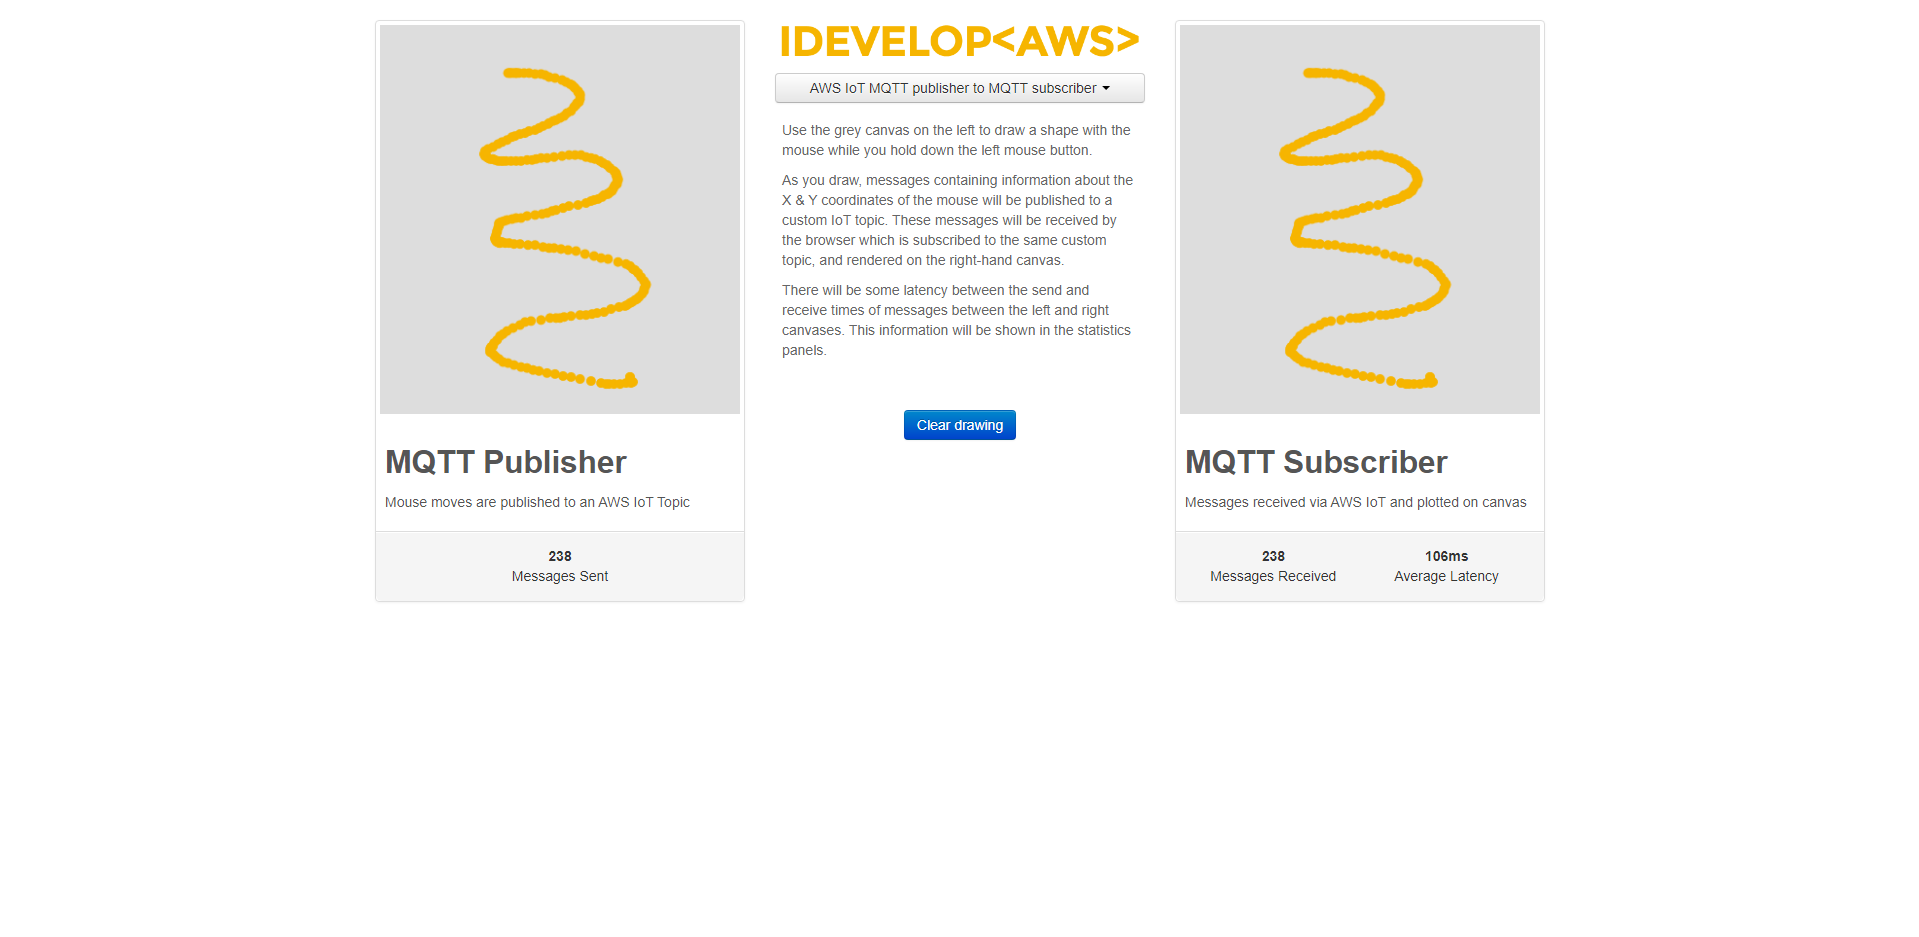 IDEVELOP<AWS>
AWS IoT MQTT publisher to MQTT subscriber
Use the grey canvas on the left to draw a shape with the
mouse while you hold down the left mouse button.
As you draw, messages containing information about the
X & Y coordinates of the mouse will be published to a
custom IoT topic. These messages will be received by
the browser which is subscribed to the same custom
topic, and rendered on the right-hand canvas.
There will be some latency between the send and
receive times of messages between the left and right
canvases. This information will be shown in the statistics
panels.
Clear drawing
MQTT Publisher
Mouse moves are published to an AWS IoT Topic
238
Messages Sent
MQTT Subscriber
Messages received via AWS IoT and plotted on canvas
238
Messages Received
106ms
Average Latency